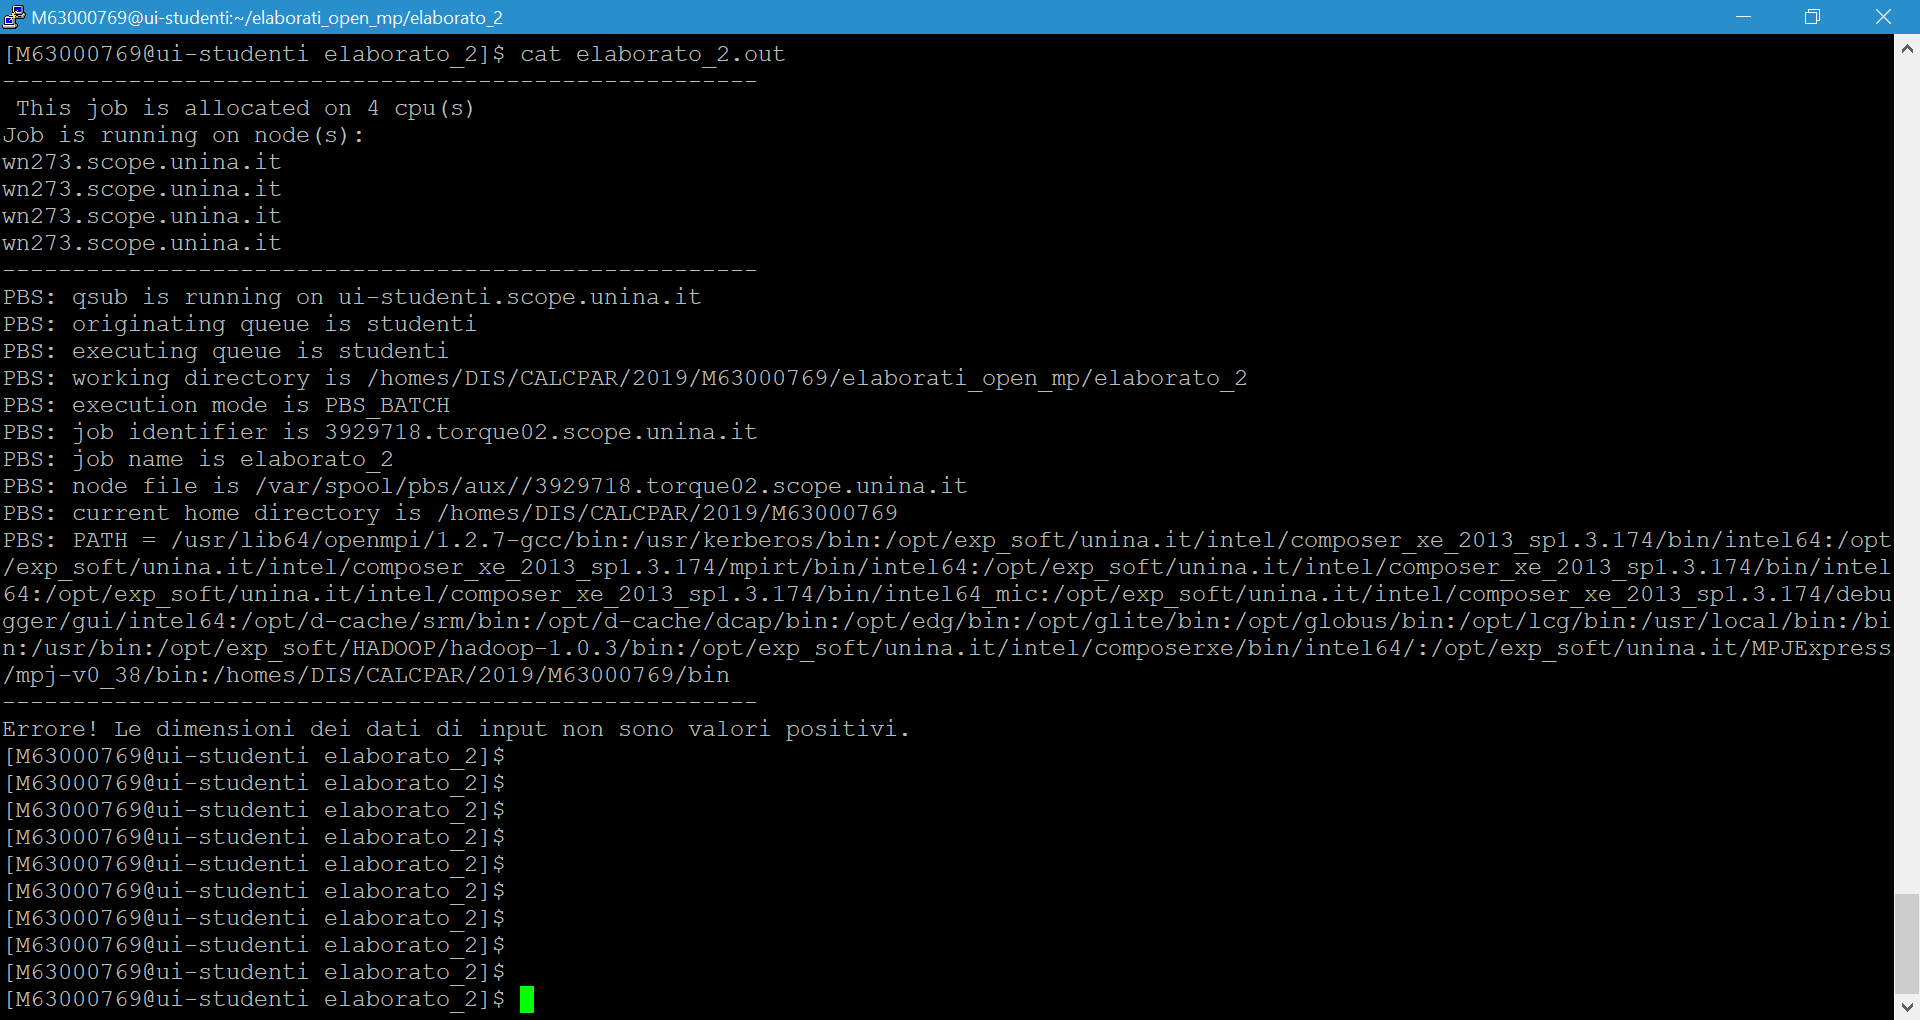 M63000769@ui-studenti:~/elaborati_open_mp/elaborato_2
[M63000769@ui-studenti elaborato_2]$ cat elaborato_2.out
------------------------------------------------------
 This job is allocated on 4 cpu(s)
Job is running on node(s):
wn273.scope.unina.it
wn273.scope.unina.it
wn273.scope.unina.it
wn273.scope.unina.it
------------------------------------------------------
PBS: qsub is running on ui-studenti.scope.unina.it
PBS: originating queue is studenti
PBS: executing queue is studenti
PBS: working directory is /homes/DIS/CALCPAR/2019/M63000769/elaborati_open_mp/elaborato_2
PBS: execution mode is PBS_BATCH
PBS: job identifier is 3929718.torque02.scope.unina.it
PBS: job name is elaborato_2
PBS: node file is /var/spool/pbs/aux//3929718.torque02.scope.unina.it
PBS: current home directory is /homes/DIS/CALCPAR/2019/M63000769
PBS: PATH = /usr/lib64/openmpi/1.2.7-gcc/bin:/usr/kerberos/bin:/opt/exp_soft/unina.it/intel/composer_xe_2013_sp1.3.174/bin/intel64:/opt
/exp_soft/unina.it/intel/composer_xe_2013_sp1.3.174/mpirt/bin/intel64:/opt/exp_soft/unina.it/intel/composer_xe_2013_sp1.3.174/bin/intel
64:/opt/exp_soft/unina.it/intel/composer_xe_2013_sp1.3.174/bin/intel64_mic:/opt/exp_soft/unina.it/intel/composer_xe_2013_sp1.3.174/debu
gger/gui/intel64:/opt/d-cache/srm/bin:/opt/d-cache/dcap/bin:/opt/edg/bin:/opt/glite/bin:/opt/globus/bin:/opt/lcg/bin:/usr/local/bin:/bi
n:/usr/bin:/opt/exp_soft/HADOOP/hadoop-1.0.3/bin:/opt/exp_soft/unina.it/intel/composerxe/bin/intel64/:/opt/exp_soft/unina.it/MPJExpress
/mpj-v0_38/bin:/homes/DIS/CALCPAR/2019/M63000769/bin
------------------------------------------------------
Errore! Le dimensioni dei dati di input non sono valori positivi.
[M63000769@ui-studenti elaborato_2]$
[M63000769@ui-studenti elaborato_2]$
[M63000769@ui-studenti elaborato_2]$
[M63000769@ui-studenti elaborato_2]$
[M63000769@ui-studenti elaborato_2]$
[M63000769@ui-studenti elaborato_2]$
[M63000769@ui-studenti elaborato_2]$
[M63000769@ui-studenti elaborato_2]$
[M63000769@ui-studenti elaborato_2]$
[M63000769@ui-studenti elaborato_2]$